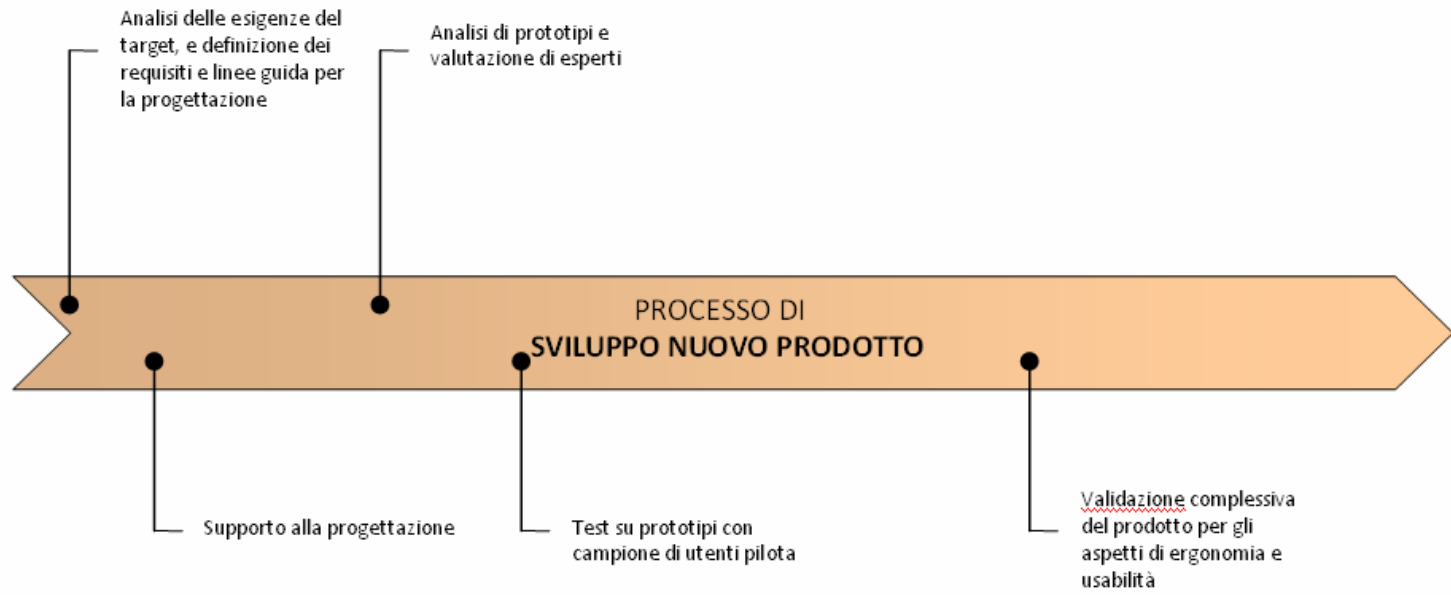 Analisi delle esigenze del
target, e definizione dei
requisiti e linee guida per
la progettazione
Analisi di prototipi e
valutazione di esperti
PROCESSO DI
SVILUPPO NUOVO PRODOTTO
Supporto alla progettazione
Test su prototipi con
campione di utenti pilota
Validazione complessiva
del prodotto per gli
aspetti di ergonomia e
usabilità